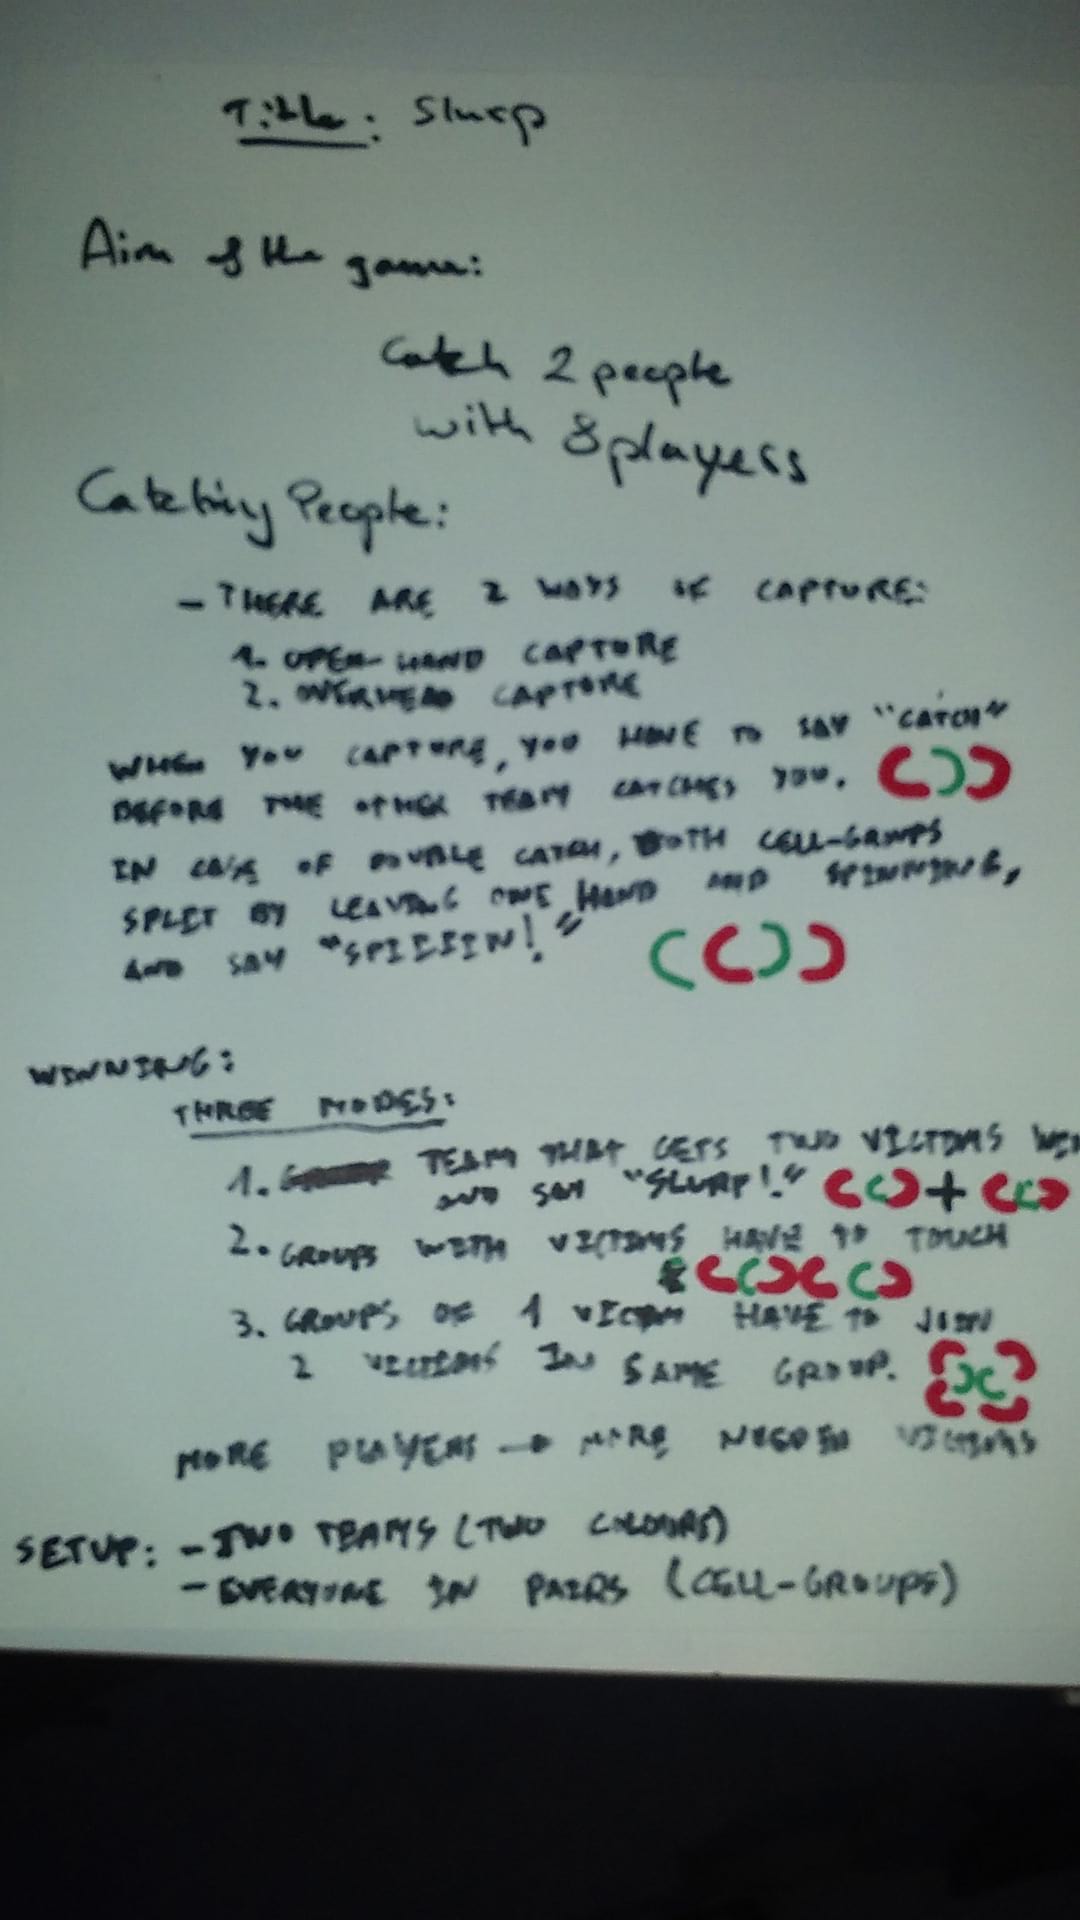 Title: Slurp
Aim of the game:
Catch 2 people
with 8 players
Catching People:
- THERE ARE 2 WAYS OF CAPTURE:
1. OPEN-HAND CAPTURE
2. OVERHEAD CAPTURE
WHEN YOU CAPTURE, YOU HAVE TO SAY "CATCH"
BEFORE THE OTHER TEAM CATCHES YOU.
IN CASE OF DOUBLE CATCH, BOTH CELL-GROUPS
SPLIT BY LEAVING ONE HAND AND SPINNING,
AND SAY "SPIIIIN!"
WINNING:
THREE MODES:
1. TEAM THAT GETS TWO VICTIMS
AND SAY "SLURP!"
2. GROUPS WITH VICTIMS HAVE TO TOUCH
3. GROUPS OF 1 VICTIM HAVE TO JOIN
2 VICTIMS IN SAME GROUP.
MORE PLAYERS → MORE VICTIMS
SETUP: - TWO TEAMS (TWO COLOURS)
- EVERYONE IN PAIRS (CELL-GROUPS)